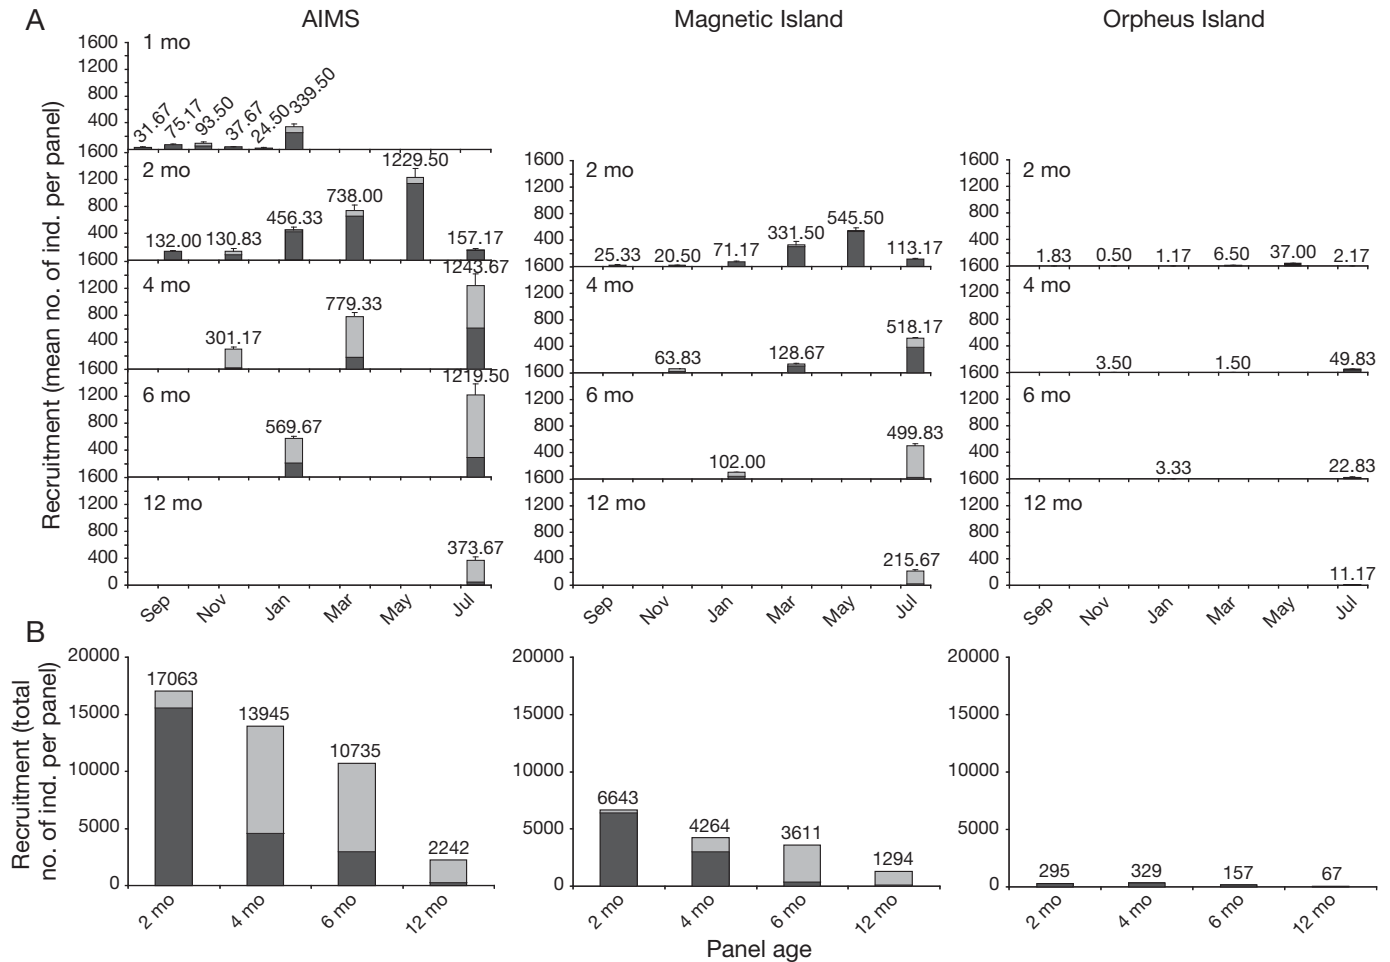 A
AIMS
Magnetic Island
Orpheus Island
Recruitment (mean no. of ind. per panel)
1600
1200
800
400
1 mo
31.67
75.17
93.50
37.67
24.50
339.50
1600
1200
800
400
2 mo
132.00
130.83
456.33
738.00
1229.50
157.17
1600
1200
800
400
4 mo
301.17
779.33
1243.67
1600
1200
800
400
6 mo
569.67
1219.50
1600
1200
800
400
0
12 mo
373.67
Sep
Nov
Jan
Mar
May
Jul
1600
1200
800
400
2 mo
25.33
20.50
71.17
331.50
545.50
113.17
1600
1200
800
400
4 mo
63.83
128.67
518.17
1600
1200
800
400
6 mo
102.00
499.83
1600
1200
800
400
0
12 mo
215.67
Sep
Nov
Jan
Mar
May
Jul
1600
1200
800
400
2 mo
1.83
0.50
1.17
6.50
37.00
2.17
1600
1200
800
400
4 mo
3.50
1.50
49.83
1600
1200
800
400
6 mo
3.33
22.83
1600
1200
800
400
0
12 mo
11.17
Sep
Nov
Jan
Mar
May
Jul
B
Recruitment (total
no. of ind. per panel)
20000
15000
10000
5000
0
17063
13945
10735
2242
2 mo
4 mo
6 mo
12 mo
20000
15000
10000
5000
0
6643
4264
3611
1294
2 mo
4 mo
6 mo
12 mo
20000
15000
10000
5000
0
295
329
157
67
2 mo
4 mo
6 mo
12 mo
Panel age